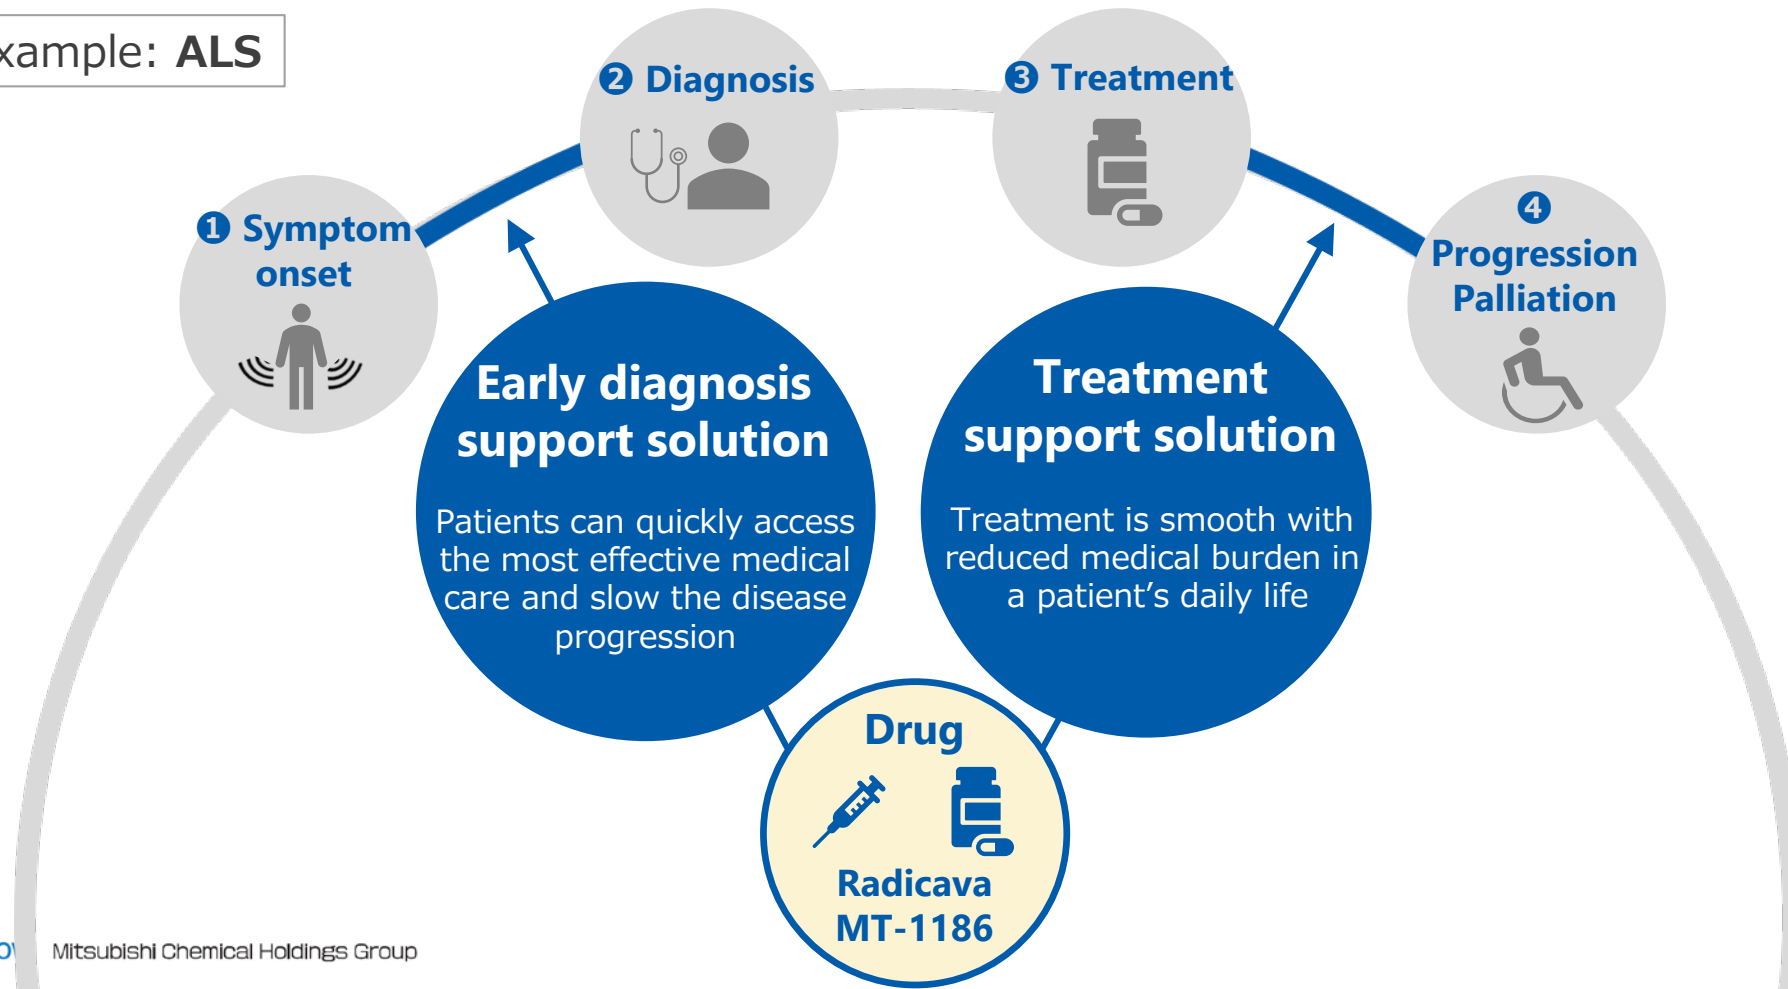 xample: ALS
❶ Symptom
onset
❷ Diagnosis
❸ Treatment
❹
Progression
Palliation
Early diagnosis
support solution
Patients can quickly access
the most effective medical
care and slow the disease
progression
Treatment
support solution
Treatment is smooth with
reduced medical burden in
a patient’s daily life
Drug
Radicava
MT-1186
Mitsubishi Chemical Holdings Group